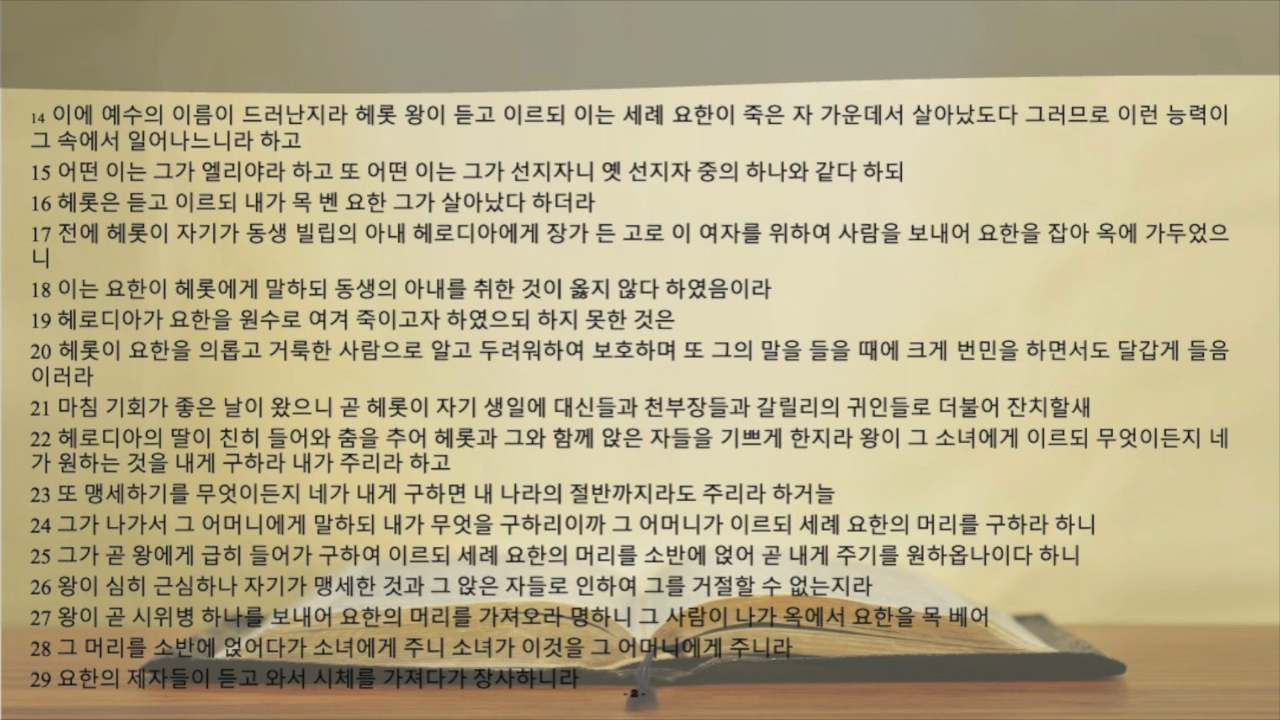 14 이에 예수의 이름이 드러난지라 헤롯 왕이 듣고 이르되 이는 세례 요한이 죽은 자 가운데서 살아났도다 그러므로 이런 능력이
그 속에서 일어나느니라 하고
15 어떤 이는 그가 엘리야라 하고 또 어떤 이는 그가 선지자니 옛 선지자 중의 하나와 같다 하되
16 헤롯은 듣고 이르되 내가 목 벤 요한 그가 살아났다 하더라
17 전에 헤롯이 자기가 동생 빌립의 아내 헤로디아에게 장가 든 고로 이 여자를 위하여 사람을 보내어 요한을 잡아 옥에 가두었으
니
18 이는 요한이 헤롯에게 말하되 동생의 아내를 취한 것이 옳지 않다 하였음이라
19 헤로디아가 요한을 원수로 여겨 죽이고자 하였으되 하지 못한 것은
20 헤롯이 요한을 의롭고 거룩한 사람으로 알고 두려워하여 보호하며 또 그의 말을 들을 때에 크게 번민을 하면서도 달갑게 들음
이러라
21 마침 기회가 좋은 날이 왔으니 곧 헤롯이 자기 생일에 대신들과 천부장들과 갈릴리의 귀인들로 더불어 잔치할새
22 헤로디아의 딸이 친히 들어와 춤을 추어 헤롯과 그와 함께 앉은 자들을 기쁘게 한지라 왕이 그 소녀에게 이르되 무엇이든지 네
가 원하는 것을 내게 구하라 내가 주리라 하고
23 또 맹세하기를 무엇이든지 네가 내게 구하면 내 나라의 절반까지라도 주리라 하거늘
24 그가 나가서 그 어머니에게 말하되 내가 무엇을 구하리이까 그 어머니가 이르되 세례 요한의 머리를 구하라 하니
25 그가 곧 왕에게 급히 들어가 구하여 이르되 세례 요한의 머리를 소반에 얹어 곧 내게 주기를 원하옵나이다 하니
26 왕이 심히 근심하나 자기가 맹세한 것과 그 앉은 자들로 인하여 그를 거절할 수 없는지라
27 왕이 곧 시위병 하나를 보내어 요한의 머리를 가져오라 명하니 그 사람이 나가 옥에서 요한을 목 베어
28 그 머리를 소반에 얹어다가 소녀에게 주니 소녀가 이것을 그 어머니에게 주니라
29 요한의 제자들이 듣고 와서 시체를 가져다가 장사하니라
- 2 -